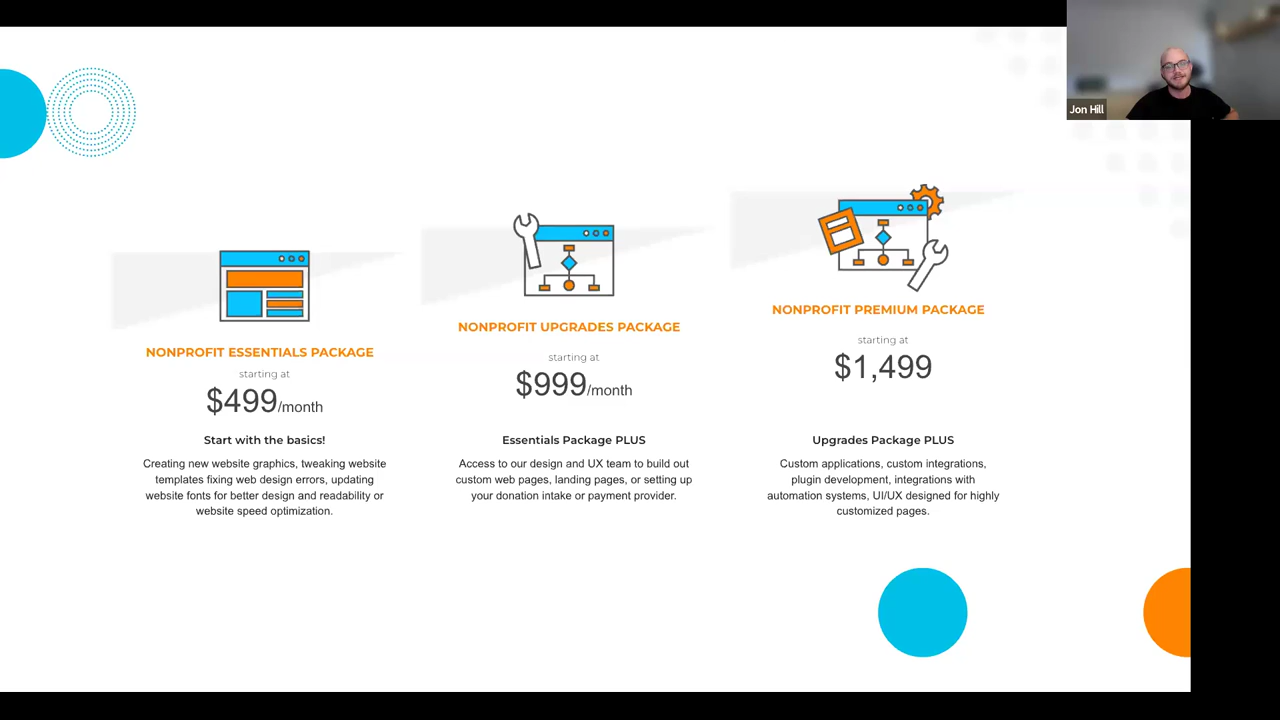 Jon Hill
NONPROFIT ESSENTIALS PACKAGE
starting at
$499/month
Start with the basics!
Creating new website graphics, tweaking website
templates fixing web design errors, updating
website fonts for better design and readability or
website speed optimization.
NONPROFIT UPGRADES PACKAGE
starting at
$999/month
Essentials Package PLUS
Access to our design and UX team to build out
custom web pages, landing pages, or setting up
your donation intake or payment provider.
NONPROFIT PREMIUM PACKAGE
starting at
$1,499
Upgrades Package PLUS
Custom applications, custom integrations,
plugin development, integrations with
automation systems, UI/UX designed for highly
customized pages.